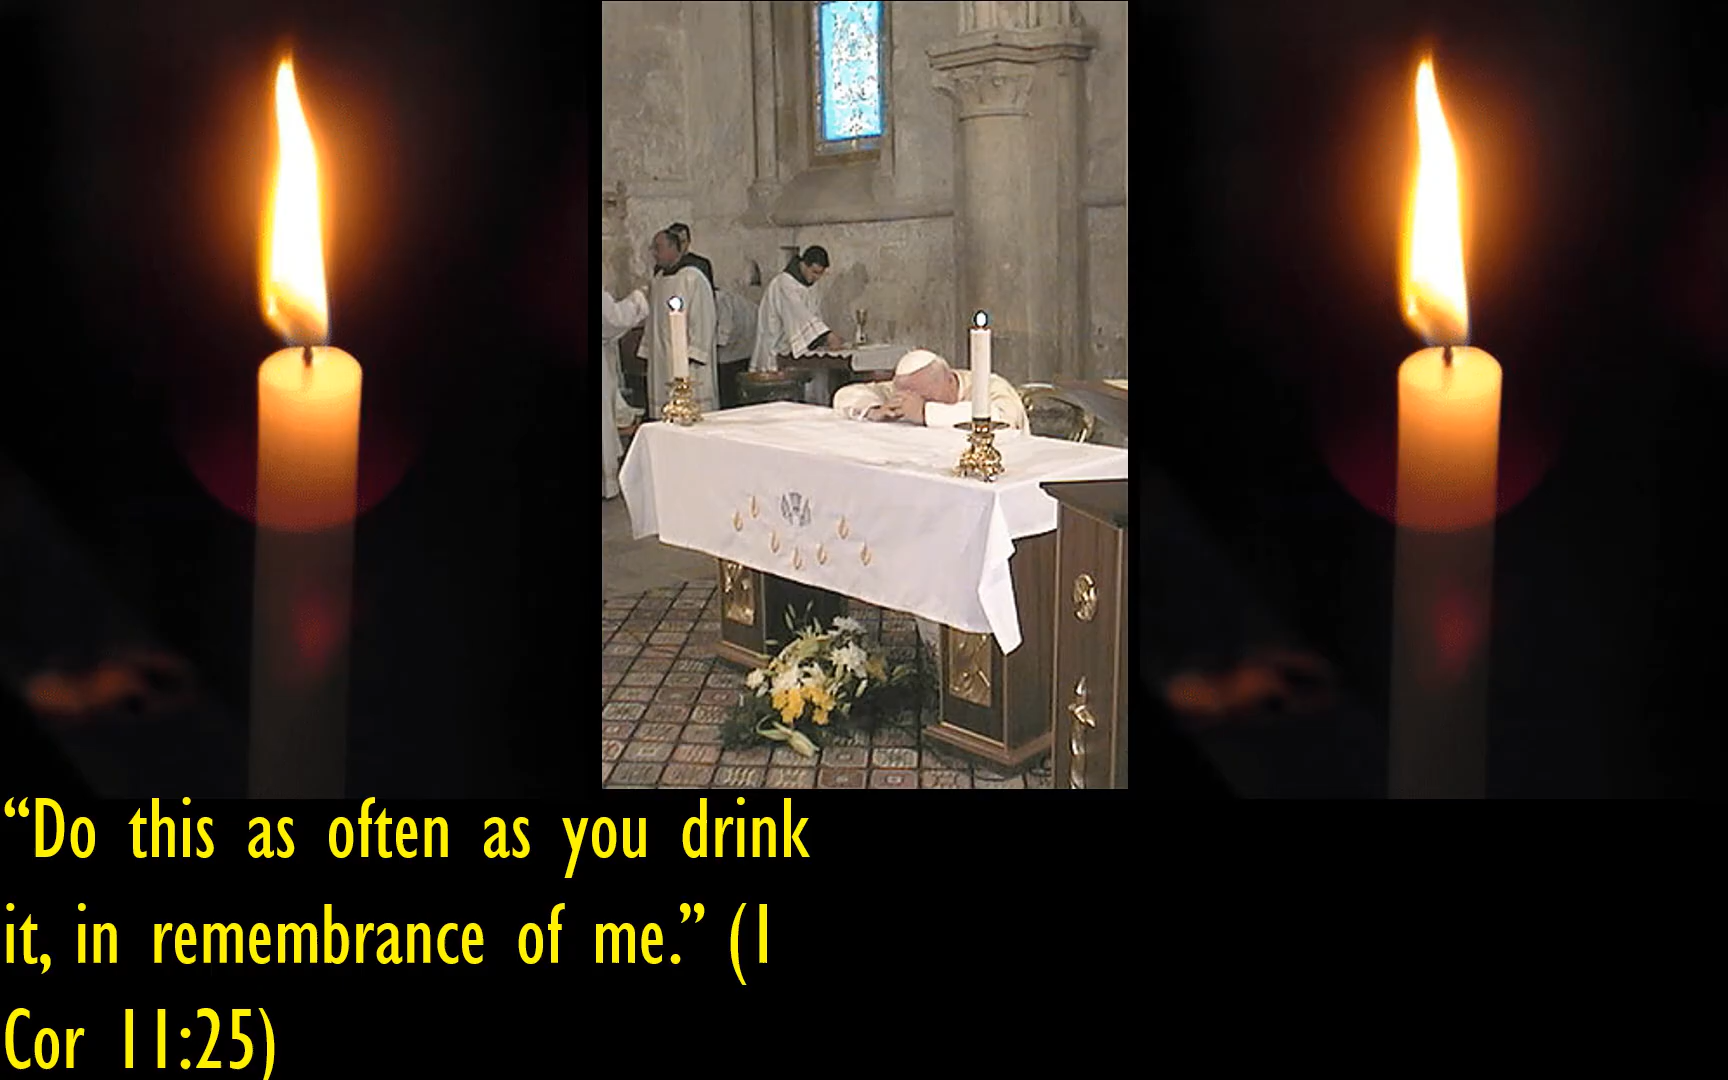 “Do this as often as you drink
it, in remembrance of me.” (1
Cor 11:25)